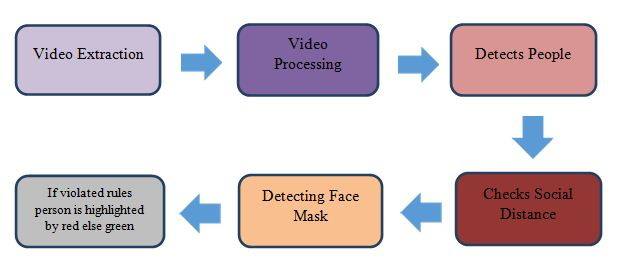 Video Extraction
Video
Processing
Detects People
Checks Social
Distance
Detecting Face
Mask
If
violated rules
person is highlighted
by red else green